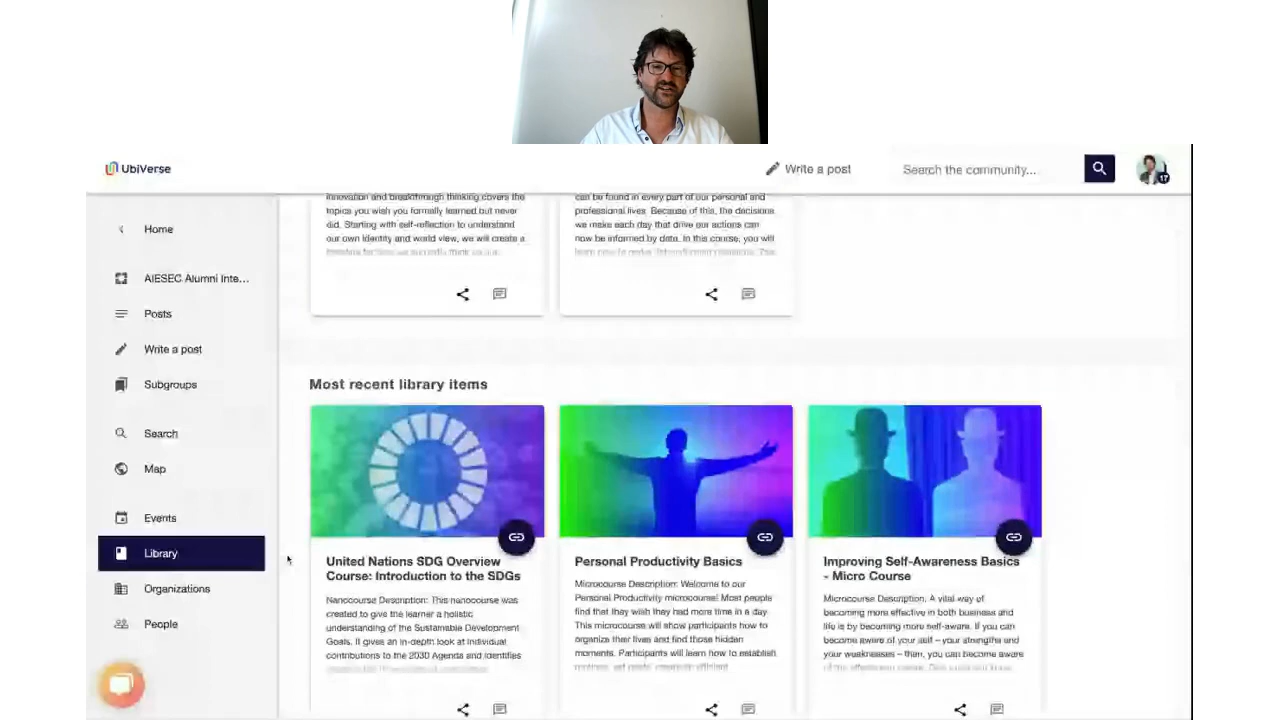 UbiVerse
Write a post
Search the community...
17
Home
AIESEC Alumni Inte...
Posts
Write a post
Subgroups
Search
Map
Events
Library
Organizations
People
innovation and breakthrough thinking covers the
topics you wish you formally learned but never
did. Starting with self-reflection to understand
our own identity and world view, we will create a
can be found in every part of our personal and
professional lives. Because of this, the decisions
we make each day that drive our actions can
now be informed by data. In this course, you will
Most recent library items
United Nations SDG Overview
Course: Introduction to the SDGs
Nanocourse Description: This nanocourse was
created to give the learner a holistic
understanding of the Sustainable Development
Goals. It gives an in-depth look at individual
contributions to the 2030 Agenda and identifies
Personal Productivity Basics
Microcourse Description: Welcome to our
Personal Productivity microcourse! Most people
find that they wish they had more time in a day.
This microcourse will show participants how to
organize their lives and find those hidden
moments. Participants will learn how to establish
Improving Self-Awareness Basics
- Micro Course
Microcourse Description. A vital way of
becoming more effective in both business and
life is by becoming more self-aware. If you can
become aware of your self – your strengths and
your weaknesses – then, you can become aware